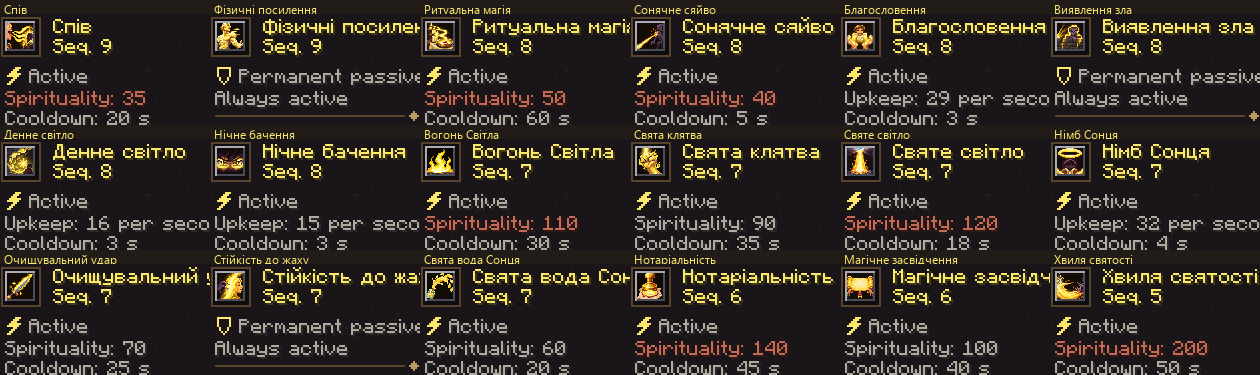 Спів
Спів
Seq. 9
Active
Spirituality: 35
Cooldown: 20 s
Фізичні посилення
Фізичні посилен
Seq. 9
Permanent passive
Always active
Ритуальна магія
Ритуальна магі
Seq. 8
Active
Spirituality: 50
Cooldown: 60 s
Сонячне сяйво
Сонячне сяйво
Seq. 8
Active
Spirituality: 40
Cooldown: 5 s
Благословення
Благословення
Seq. 8
Active
Upkeep: 29 per seco
Cooldown: 3 s
Виявлення зла
Виявлення зла
Seq. 8
Permanent passive
Always active
Денне світло
Денне світло
Seq. 8
Active
Upkeep: 16 per seco
Cooldown: 3 s
Нічне бачення
Нічне бачення
Seq. 8
Active
Upkeep: 15 per seco
Cooldown: 3 s
Вогонь Світла
Вогонь Світла
Seq. 7
Active
Spirituality: 110
Cooldown: 30 s
Свята клятва
Свята клятва
Seq. 7
Active
Spirituality: 90
Cooldown: 35 s
Святе світло
Святе світло
Seq. 7
Active
Spirituality: 120
Cooldown: 18 s
Німб Сонця
Німб Сонця
Seq. 7
Active
Upkeep: 32 per seco
Cooldown: 4 s
Очищувальний удар
Очищувальний у
Seq. 7
Active
Spirituality: 70
Cooldown: 25 s
Стійкість до жаху
Стійкість до жа
Seq. 7
Permanent passive
Always active
Свята вода Сонця
Свята вода Сон
Seq. 7
Active
Spirituality: 60
Cooldown: 20 s
Нотаріальність
Нотаріальність
Seq. 6
Active
Spirituality: 140
Cooldown: 45 s
Магічне засвідчення
Магічне засвідч
Seq. 6
Active
Spirituality: 100
Cooldown: 40 s
Хвиля святості
Хвиля святості
Seq. 5
Active
Spirituality: 200
Cooldown: 50 s